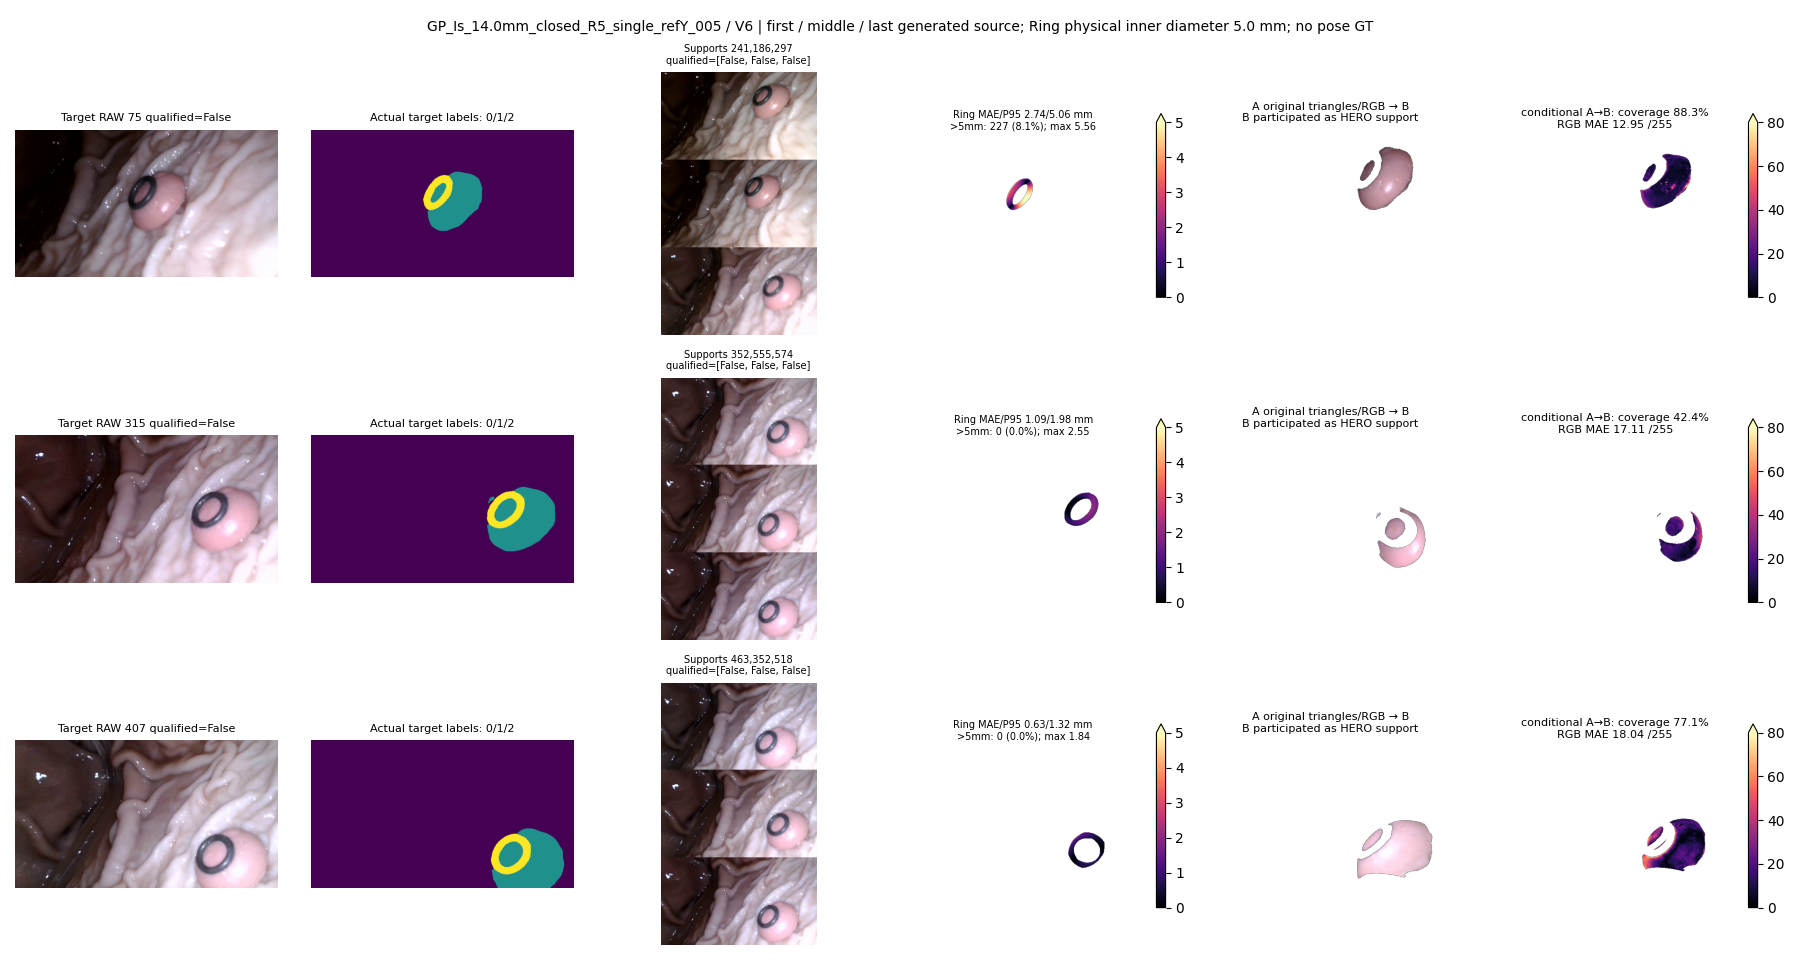 GP_Is_14.0mm_closed_R5_single_refY_005 / V6 | first / middle / last generated source; Ring physical inner diameter 5.0 mm; no pose GT
Target RAW 75 qualified=False
Actual target labels: 0/1/2
Supports 241,186,297
qualified=[False, False, False]
Ring MAE/P95 2.74/5.06 mm
>5mm: 227 (8.1%); max 5.56
5
4
3
2
1
0
A original triangles/RGB → B
B participated as HERO support
conditional A→B: coverage 88.3%
RGB MAE 12.95 /255
80
60
40
20
0
Target RAW 315 qualified=False
Actual target labels: 0/1/2
Supports 352,555,574
qualified=[False, False, False]
Ring MAE/P95 1.09/1.98 mm
>5mm: 0 (0.0%); max 2.55
5
4
3
2
1
0
A original triangles/RGB → B
B participated as HERO support
conditional A→B: coverage 42.4%
RGB MAE 17.11 /255
80
60
40
20
0
Target RAW 407 qualified=False
Actual target labels: 0/1/2
Supports 463,352,518
qualified=[False, False, False]
Ring MAE/P95 0.63/1.32 mm
>5mm: 0 (0.0%); max 1.84
5
4
3
2
1
0
A original triangles/RGB → B
B participated as HERO support
conditional A→B: coverage 77.1%
RGB MAE 18.04 /255
80
60
40
20
0